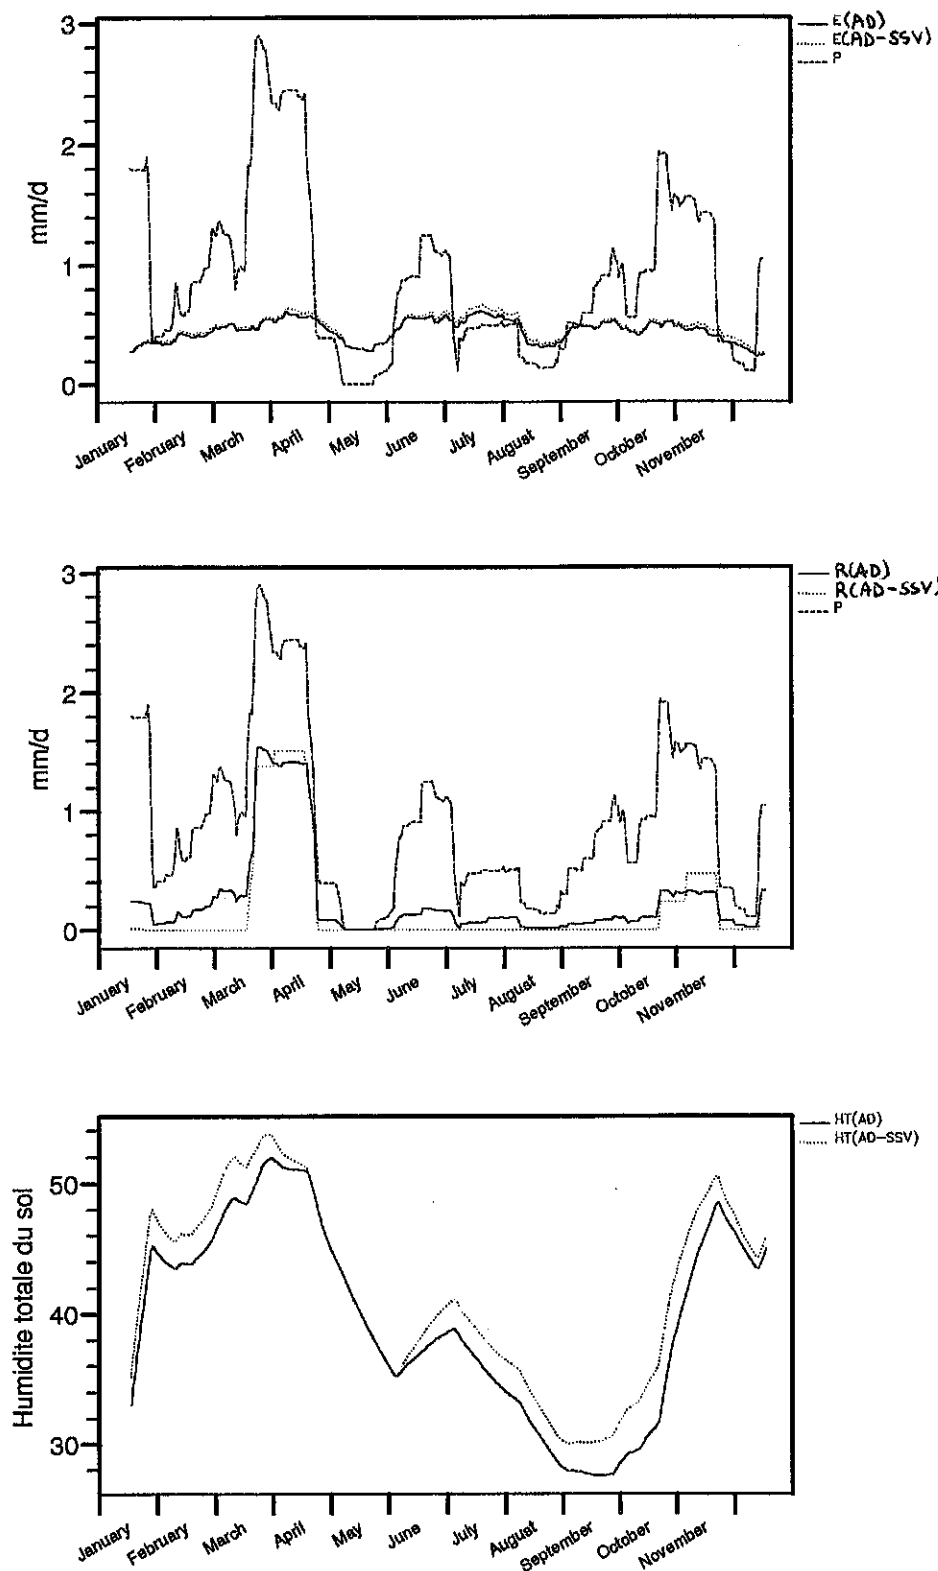 E(AD)
E(AD-SSV)
P
3
2
1
0
mm/d
January
February
March
April
May
June
July
August
September
October
November
R(AD)
R(AD-SSV)
P
3
2
1
0
mm/d
January
February
March
April
May
June
July
August
September
October
November
HT(AD)
HT(AD-SSV)
50
40
30
Humidite totale du sol
January
February
March
April
May
June
July
August
September
October
November